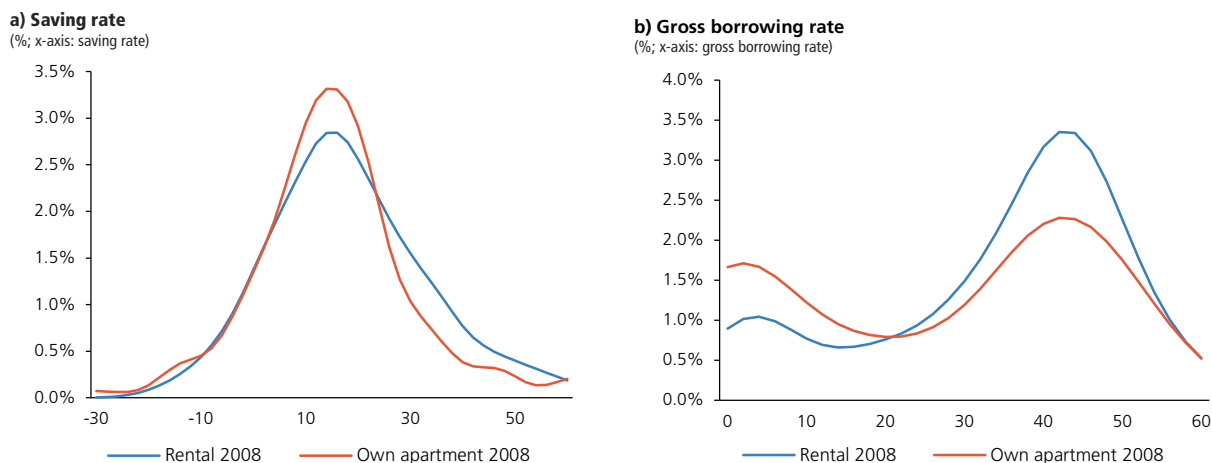 a) Saving rate
(%; x-axis: saving rate)
3.5%
3.0%
2.5%
2.0%
1.5%
1.0%
0.5%
0.0%
-30 -10 10 30 50
Rental 2008 Own apartment 2008
b) Gross borrowing rate
(%; x-axis: gross borrowing rate)
4.0%
3.5%
3.0%
2.5%
2.0%
1.5%
1.0%
0.5%
0.0%
0 10 20 30 40 50 60
Rental 2008 Own apartment 2008